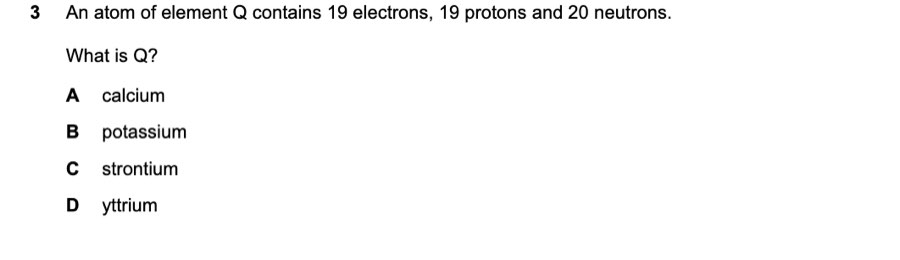 3 An atom of element Q contains 19 electrons, 19 protons and 20 neutrons.
What is Q?
A calcium
B potassium
C strontium
D yttrium